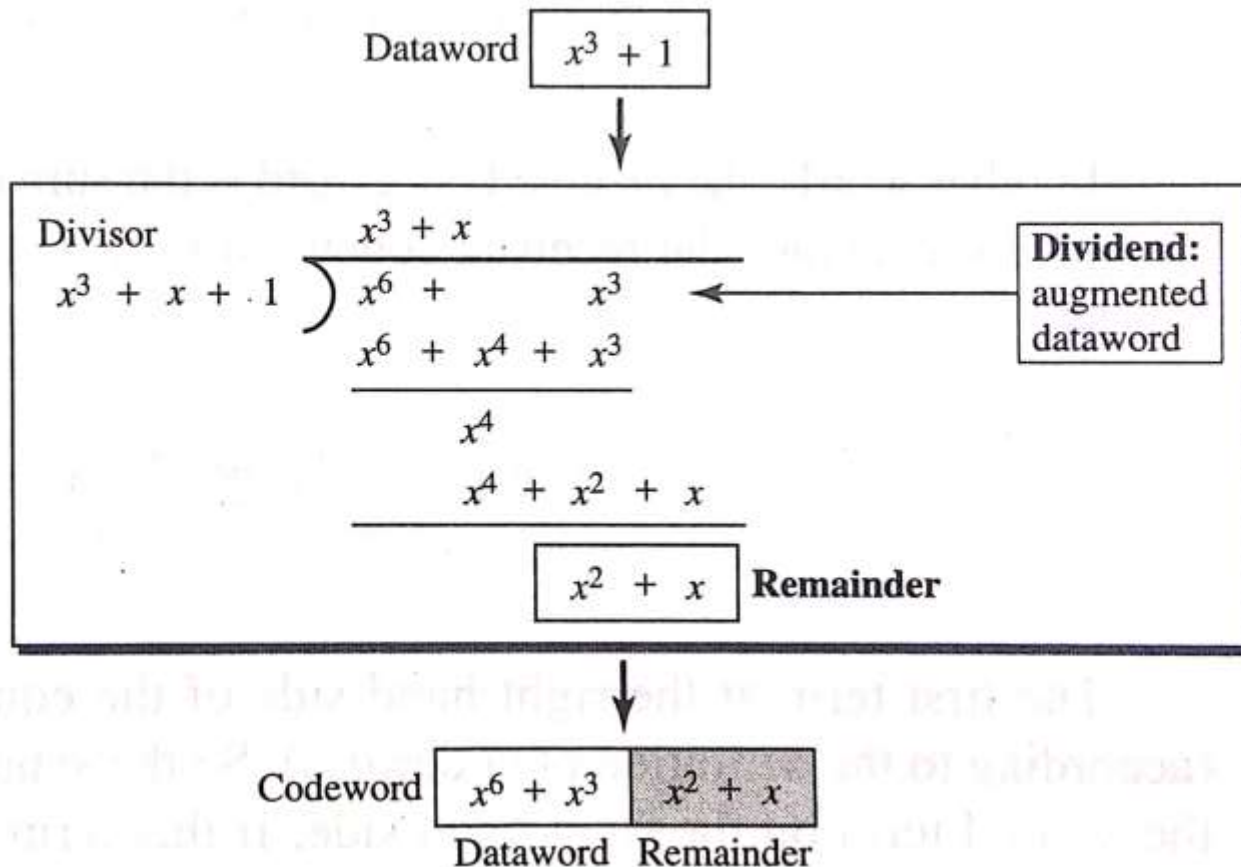 Dataword x³ + 1
Divisor
x³ + x
x³ + x + 1 ) x⁶ + x³
Dividend:
augmented
dataword
x⁶ + x⁴ + x³
x⁴
x⁴ + x² + x
x² + x Remainder
Codeword x⁶ + x³ x² + x
Dataword Remainder